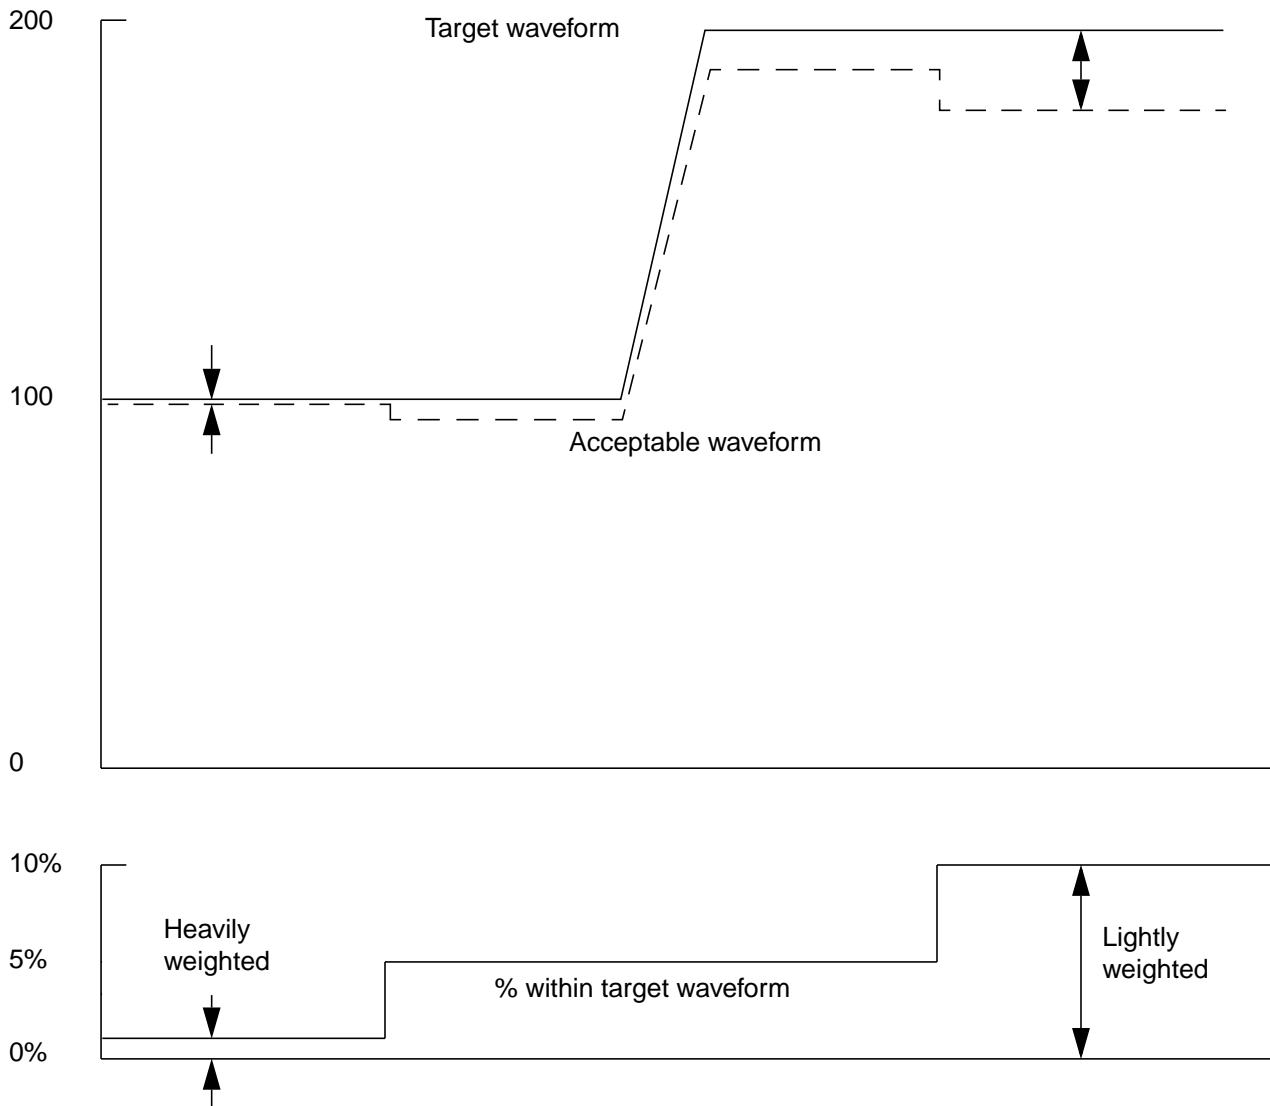 200
Target waveform
100
Acceptable waveform
0
10%
Heavily
weighted
5%
% within target waveform
Lightly
weighted
0%